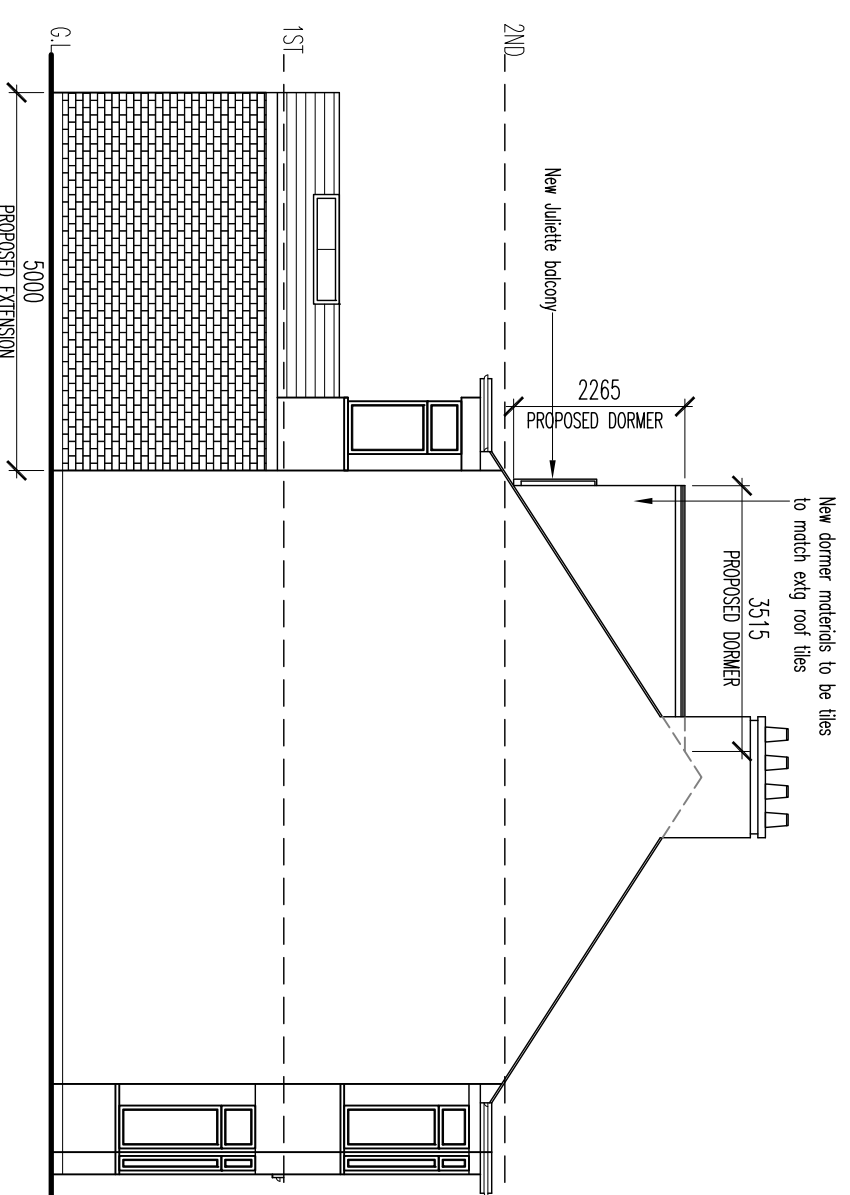 New dormer materials to be tiles
to match extg roof tiles
3515
PROPOSED DORMER
2265
PROPOSED DORMER
New Juliette balcony
2ND
1ST
G.L
5000
PROPOSED EXTENSION